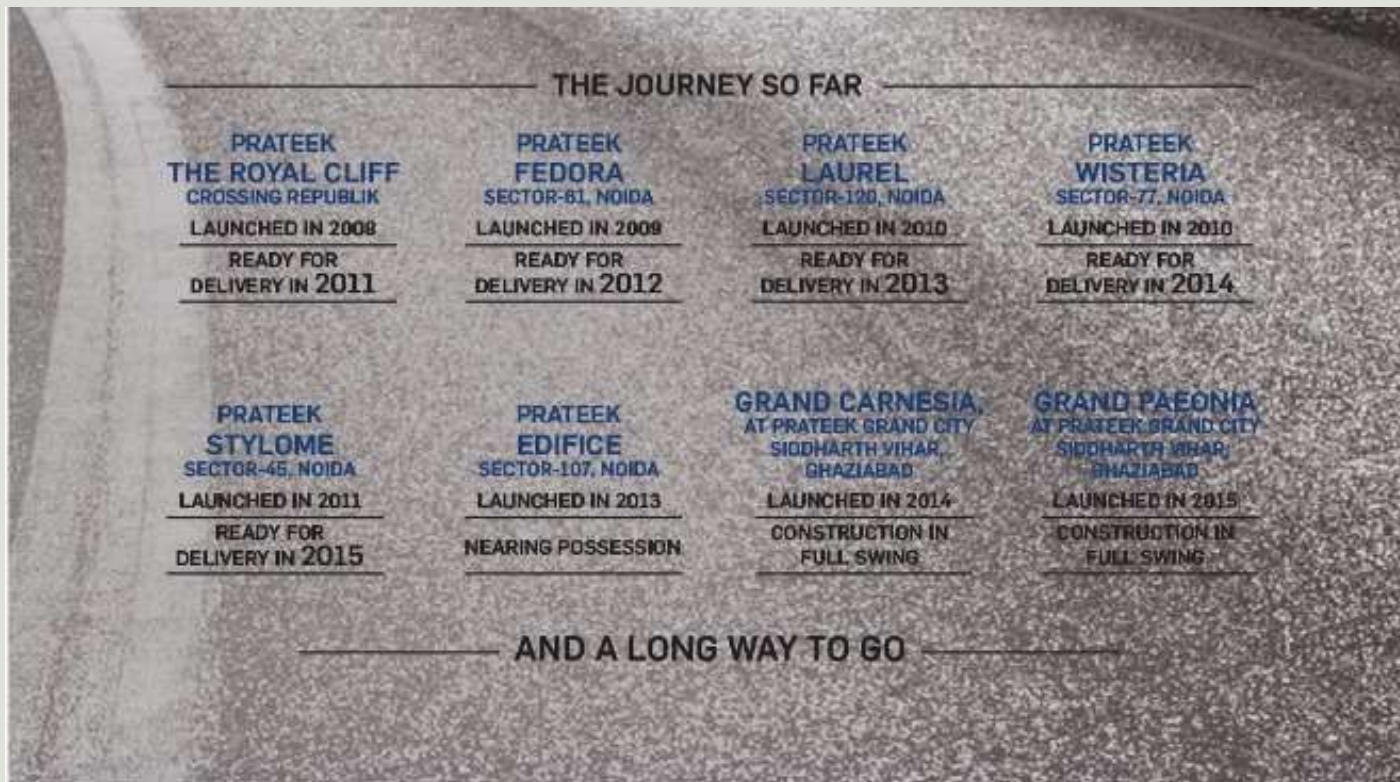 THE JOURNEY SO FAR
PRATEEK
THE ROYAL CLIFF
CROSSING REPUBLIK
LAUNCHED IN 2008
READY FOR
DELIVERY IN 2011
PRATEEK
FEDORA
SECTOR-61, NOIDA
LAUNCHED IN 2009
READY FOR
DELIVERY IN 2012
PRATEEK
LAUREL
SECTOR-120, NOIDA
LAUNCHED IN 2010
READY FOR
DELIVERY IN 2013
PRATEEK
WISTERIA
SECTOR-77, NOIDA
LAUNCHED IN 2010
READY FOR
DELIVERY IN 2014
PRATEEK
STYLOME
SECTOR-45, NOIDA
LAUNCHED IN 2011
READY FOR
DELIVERY IN 2015
PRATEEK
EDIFICE
SECTOR-107, NOIDA
LAUNCHED IN 2013
NEARING POSSESSION
GRAND CARNESIA,
AT PRATEEK GRAND CITY
SIDDHARTH VIHAR,
GHAZIABAD
LAUNCHED IN 2014
CONSTRUCTION IN
FULL SWING
GRAND PAEONIA
AT PRATEEK GRAND CITY
SIDDHARTH VIHAR,
GHAZIABAD
LAUNCHED IN 2015
CONSTRUCTION IN
FULL SWING
AND A LONG WAY TO GO